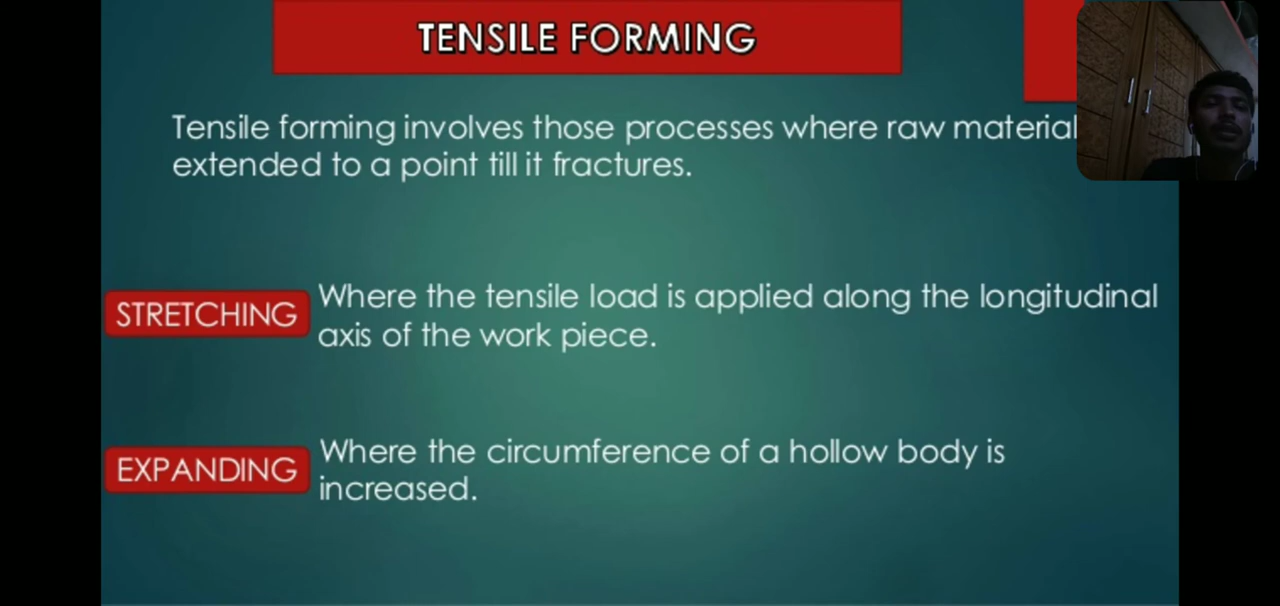 TENSILE FORMING
Tensile forming involves those processes where raw material
extended to a point till it fractures.
STRETCHING
Where the tensile load is applied along the longitudinal
axis of the work piece.
EXPANDING
Where the circumference of a hollow body is
increased.